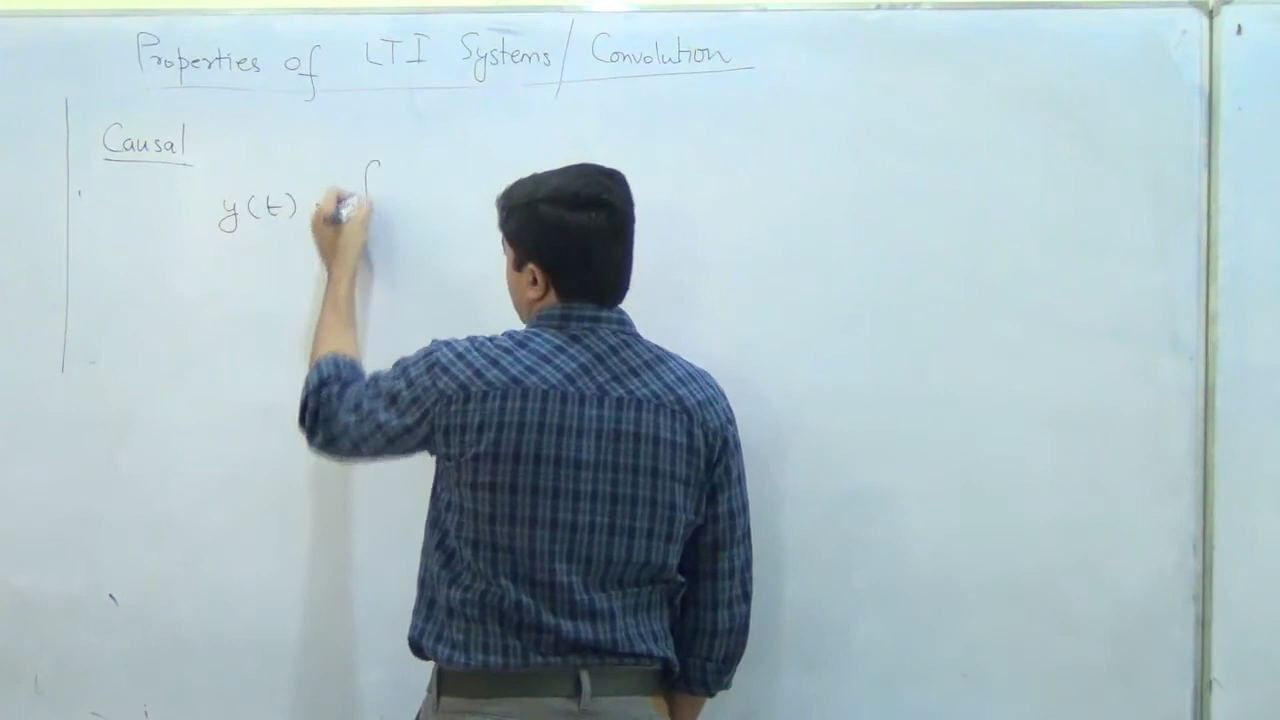 Properties of LTI Systems / Convolution
Causal
y(t) ∫